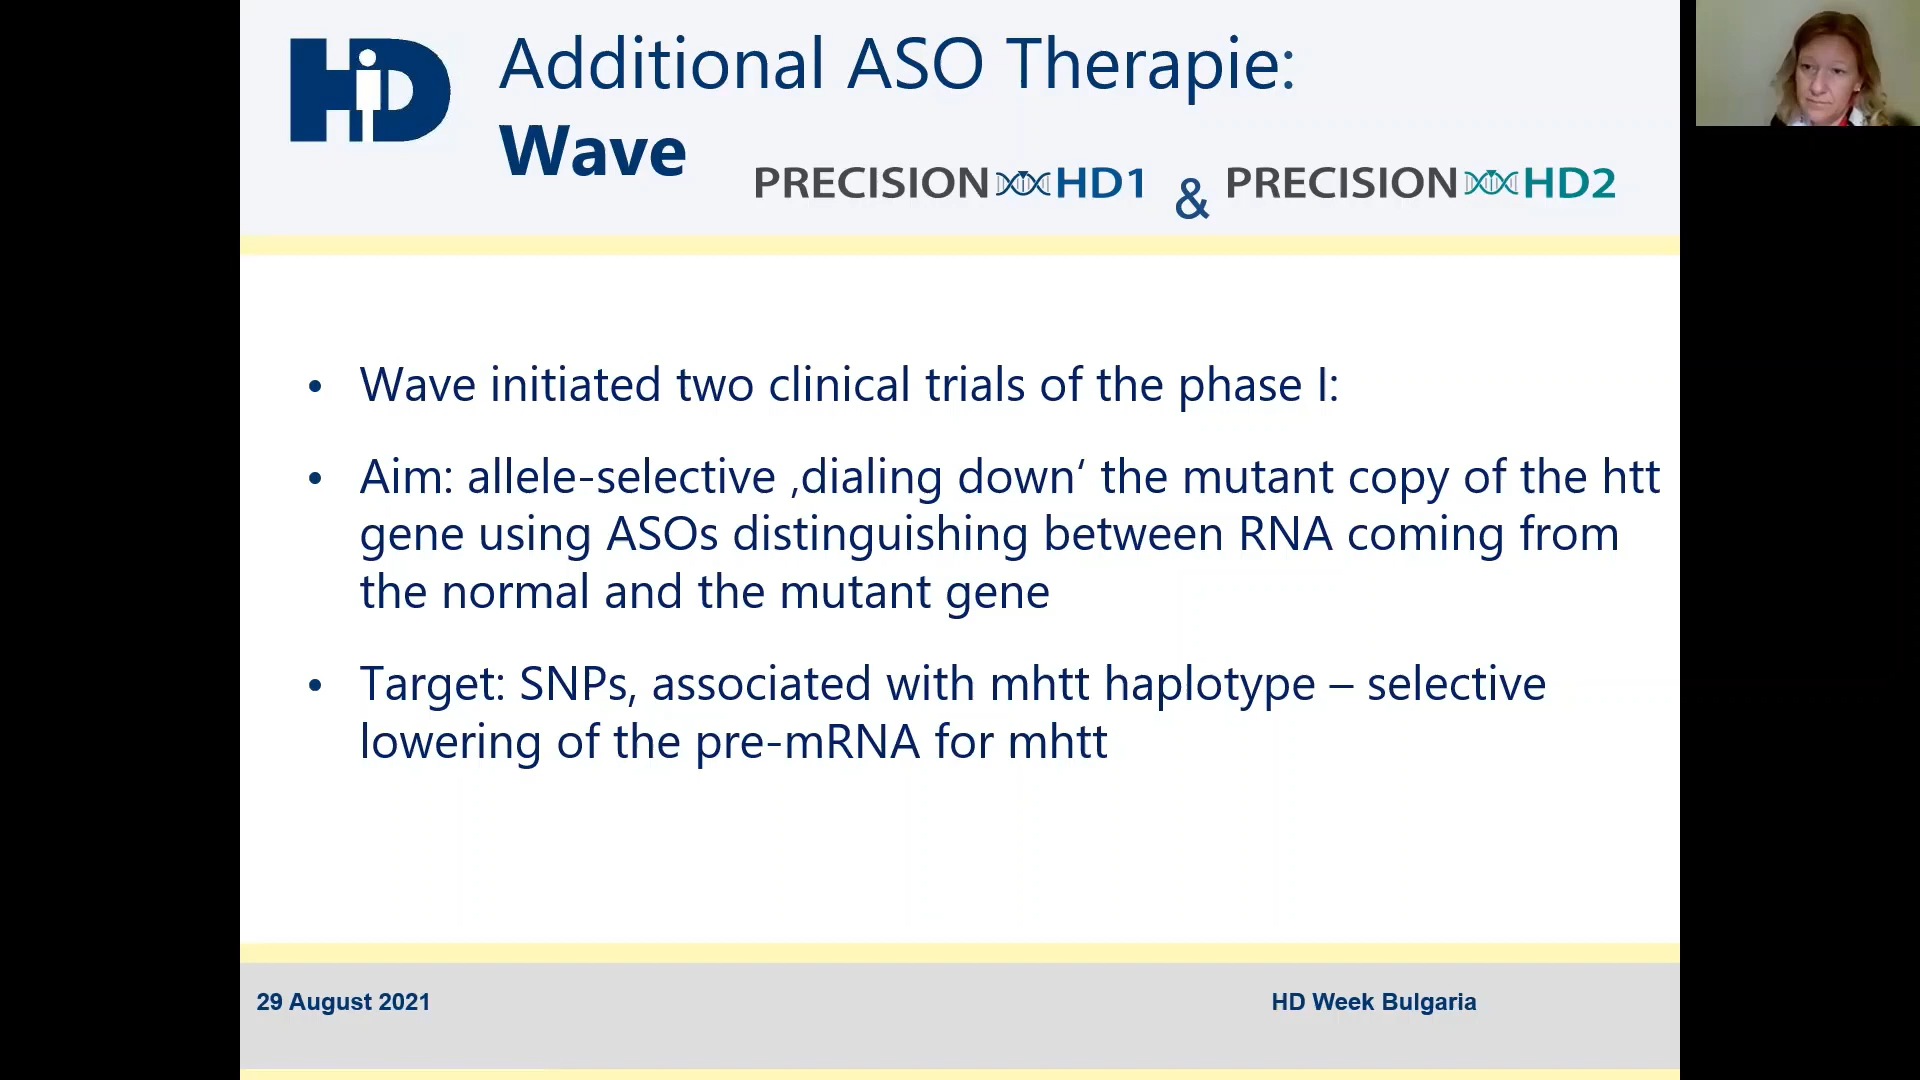 HD
Additional ASO Therapie:
Wave
PRECISION HD1 & PRECISION HD2
• Wave initiated two clinical trials of the phase I:
• Aim: allele-selective ‚dialing down‘ the mutant copy of the htt
gene using ASOs distinguishing between RNA coming from
the normal and the mutant gene
• Target: SNPs, associated with mhtt haplotype – selective
lowering of the pre-mRNA for mhtt
29 August 2021
HD Week Bulgaria